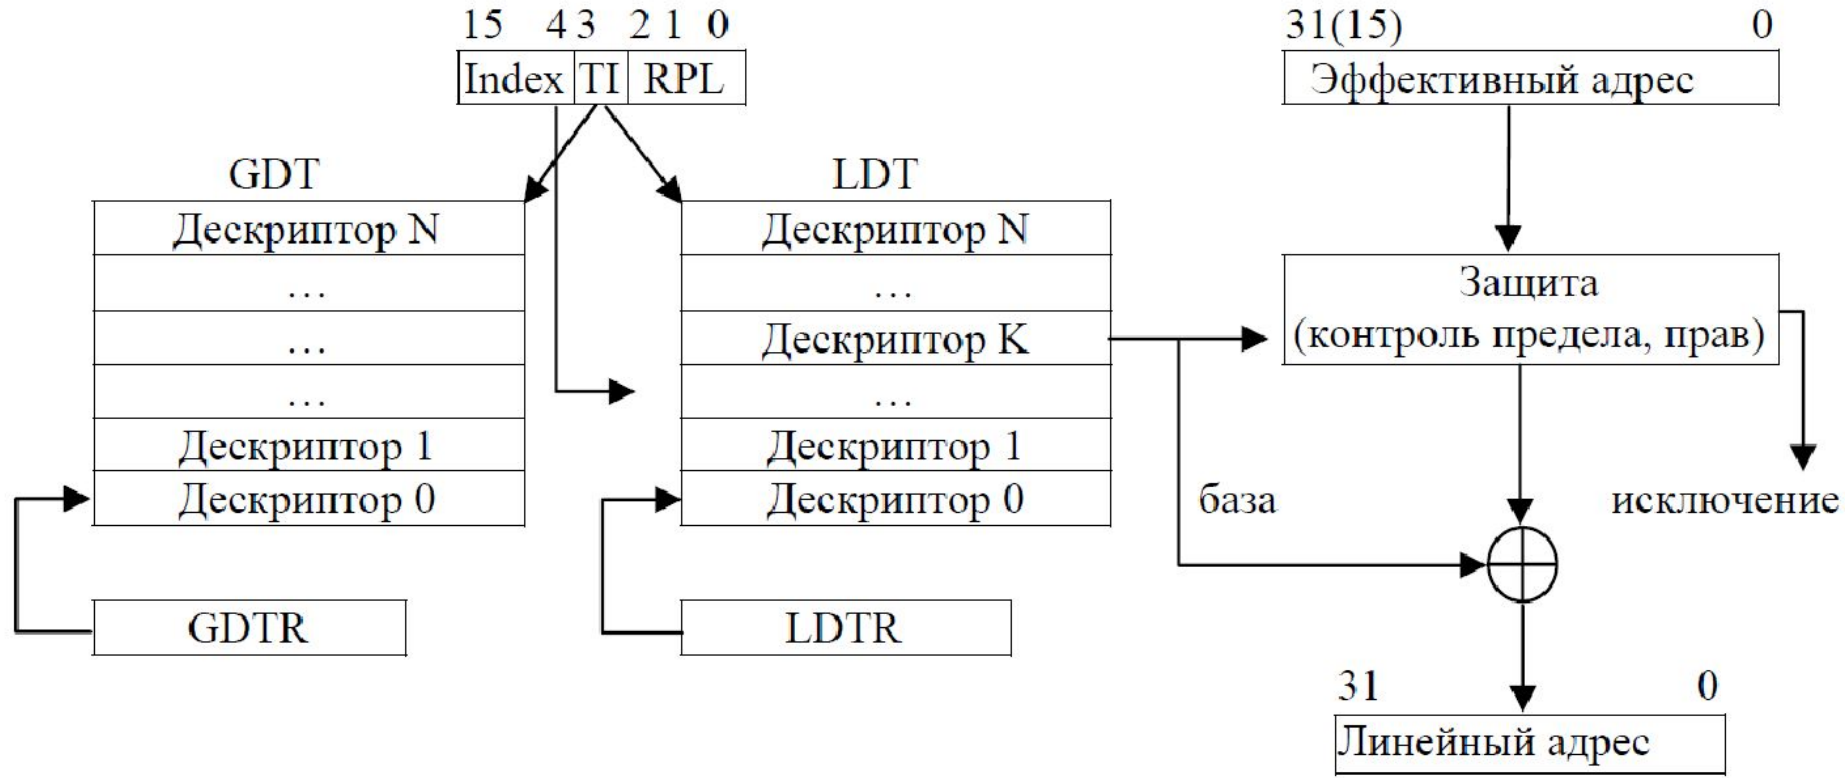 15 4 3 2 1 0
Index TI RPL
31(15) 0
Эффективный адрес
GDT
Дескриптор N
...
...
...
Дескриптор 1
Дескриптор 0
GDTR
LDT
Дескриптор N
...
Дескриптор K
...
Дескриптор 1
Дескриптор 0
LDTR
Защита
(контроль предела, прав)
база
исключение
31 0
Линейный адрес